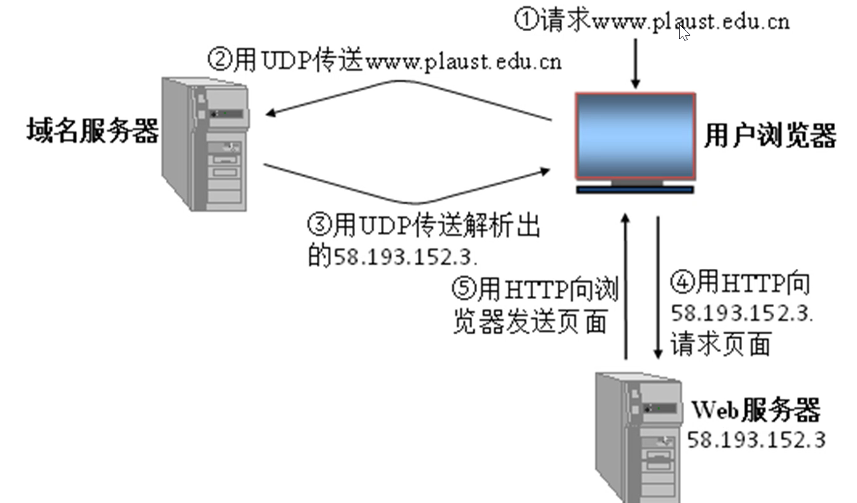 ①请求www.plaust.edu.cn
②用UDP传送www.plaust.edu.cn
域名服务器
用户浏览器
③用UDP传送解析出
的58.193.152.3.
⑤用HTTP向浏
览器发送页面
④用HTTP向
58.193.152.3.
请求页面
Web服务器
58.193.152.3